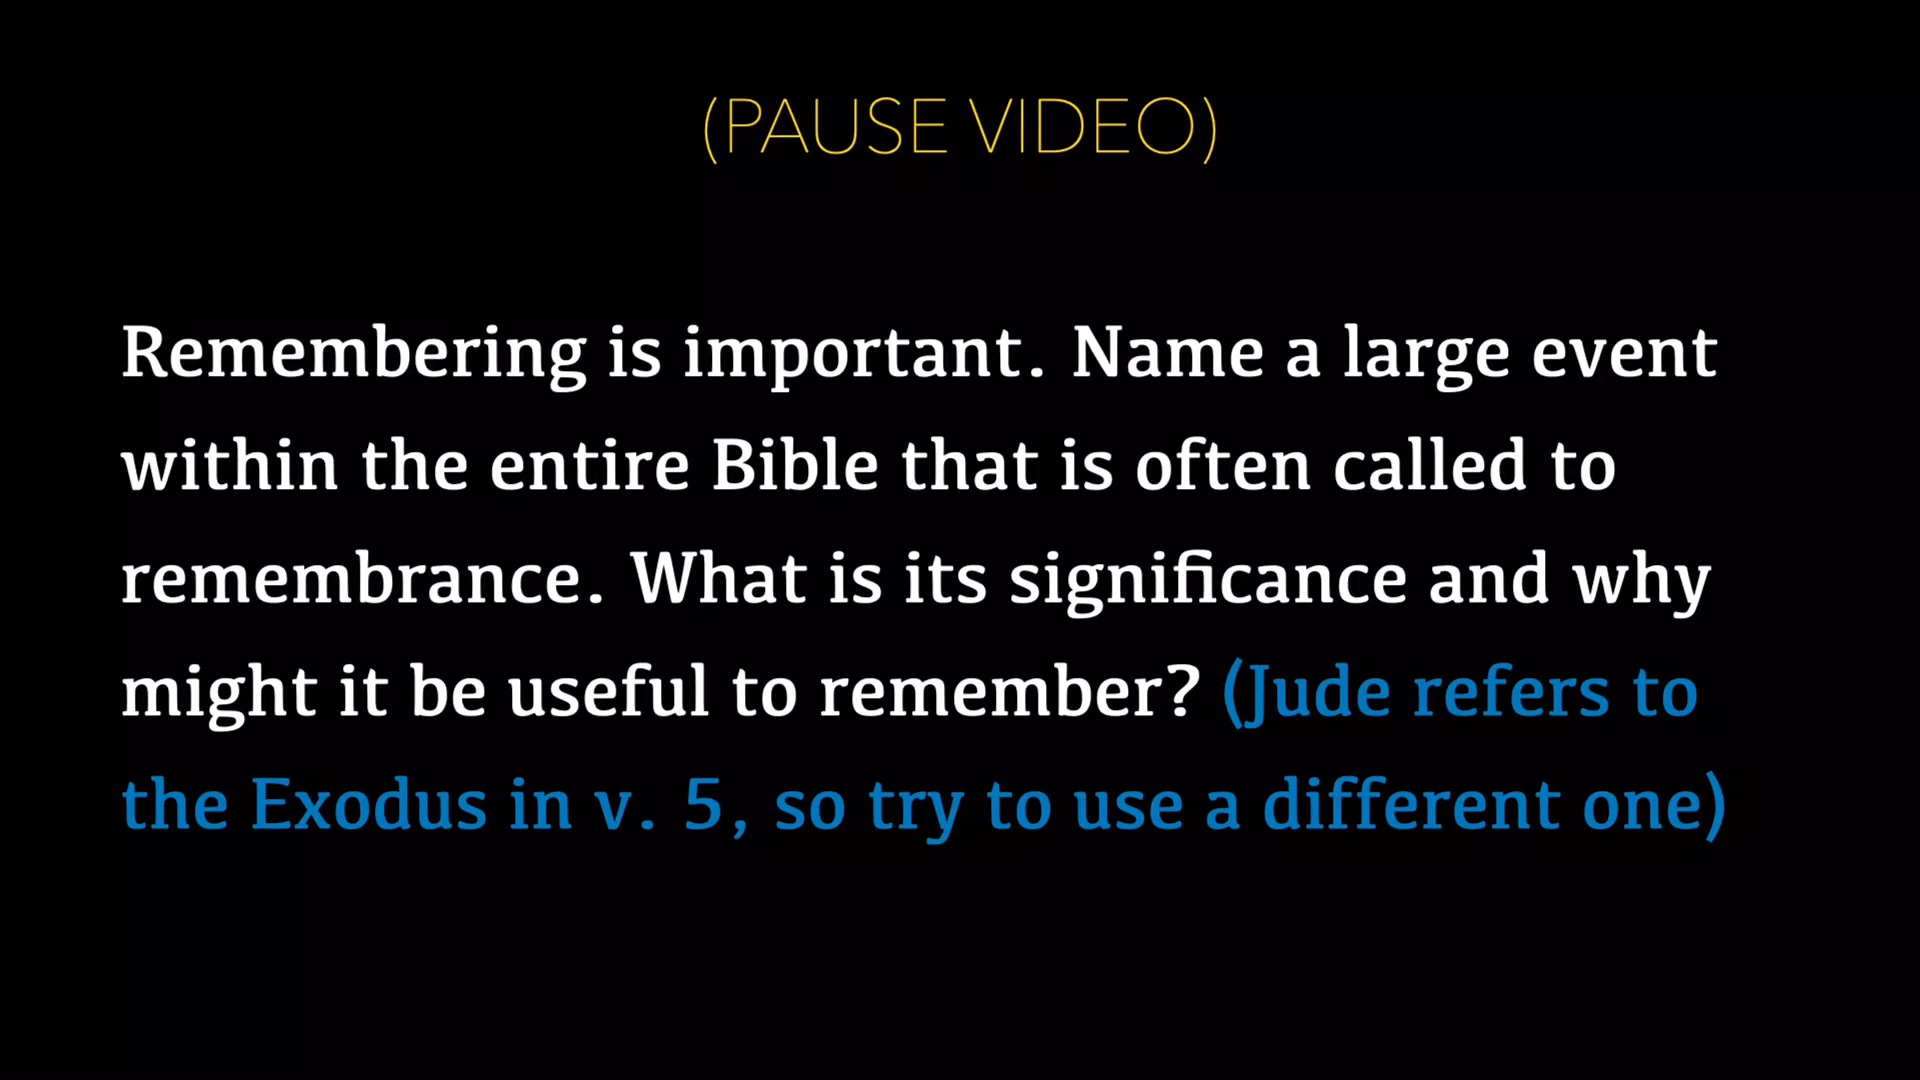 (PAUSE VIDEO)
Remembering is important. Name a large event
within the entire Bible that is often called to
remembrance. What is its significance and why
might it be useful to remember? (Jude refers to
the Exodus in v. 5, so try to use a different one)